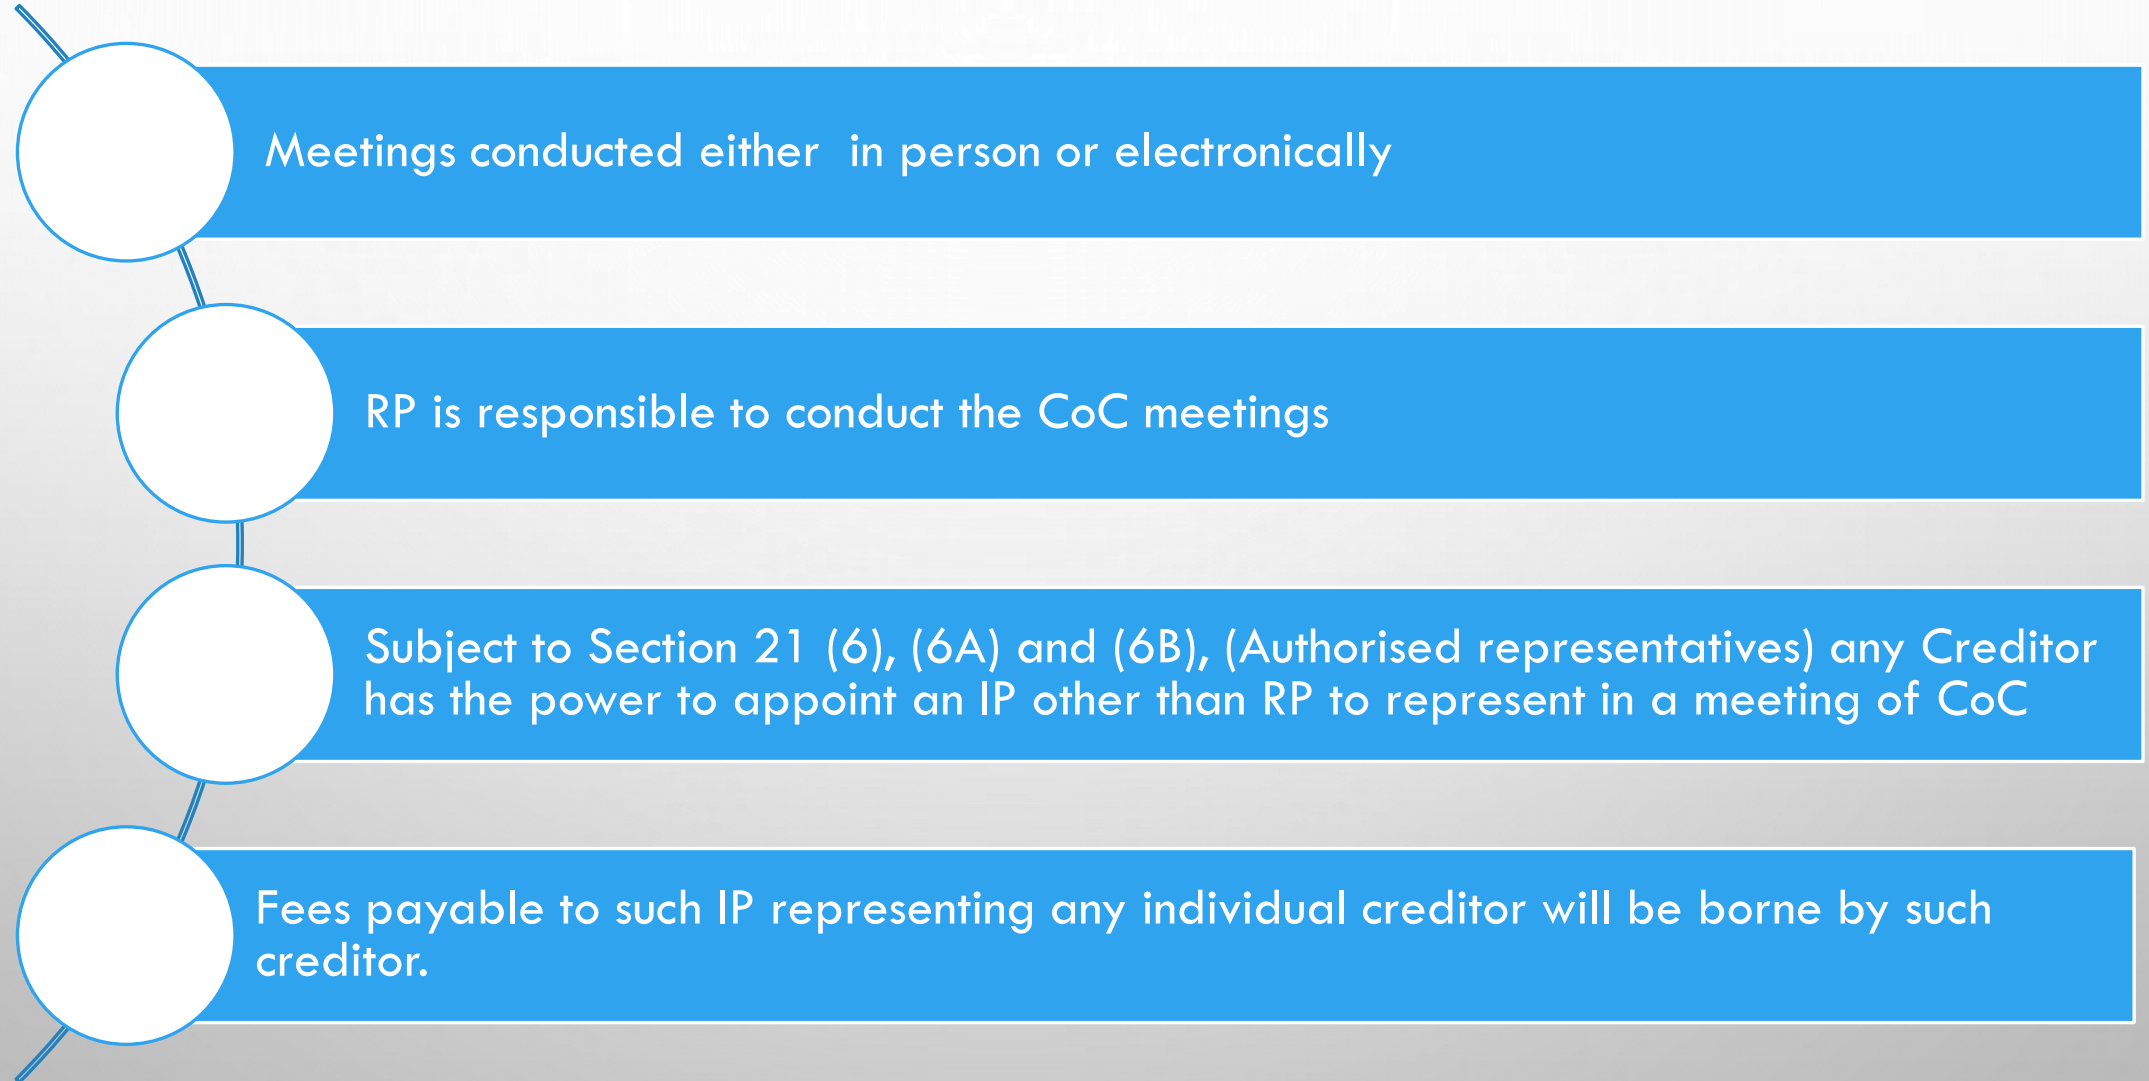 Meetings conducted either  in person or electronically
RP is responsible to conduct the CoC meetings
Subject to Section 21 (6), (6A) and (6B), (Authorised representatives) any Creditor
has the power to appoint an IP other than RP to represent in a meeting of CoC
Fees payable to such IP representing any individual creditor will be borne by such
creditor.